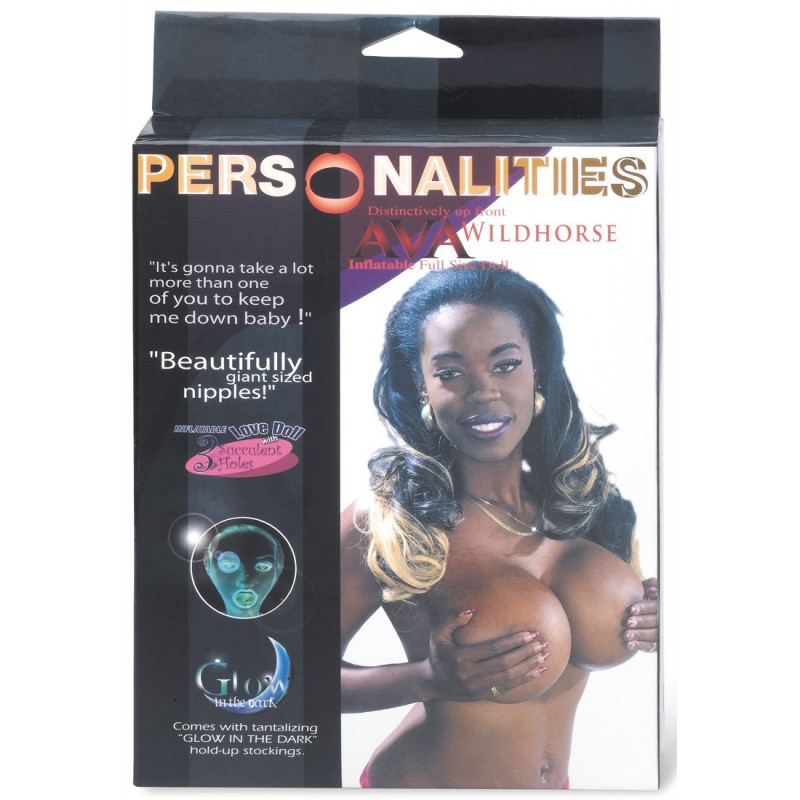 PERSONALITIES
Distinctively up front
AVA WILDHORSE
Inflatable Full Size Doll
"It's gonna take a lot
more than one
of you to keep
me down baby !"
"Beautifully
giant sized
nipples!"
INFLATABLE Love Doll
with
3 Succulent
Holes
Glow
in the dark
Comes with tantalizing
"GLOW IN THE DARK"
hold-up stockings.